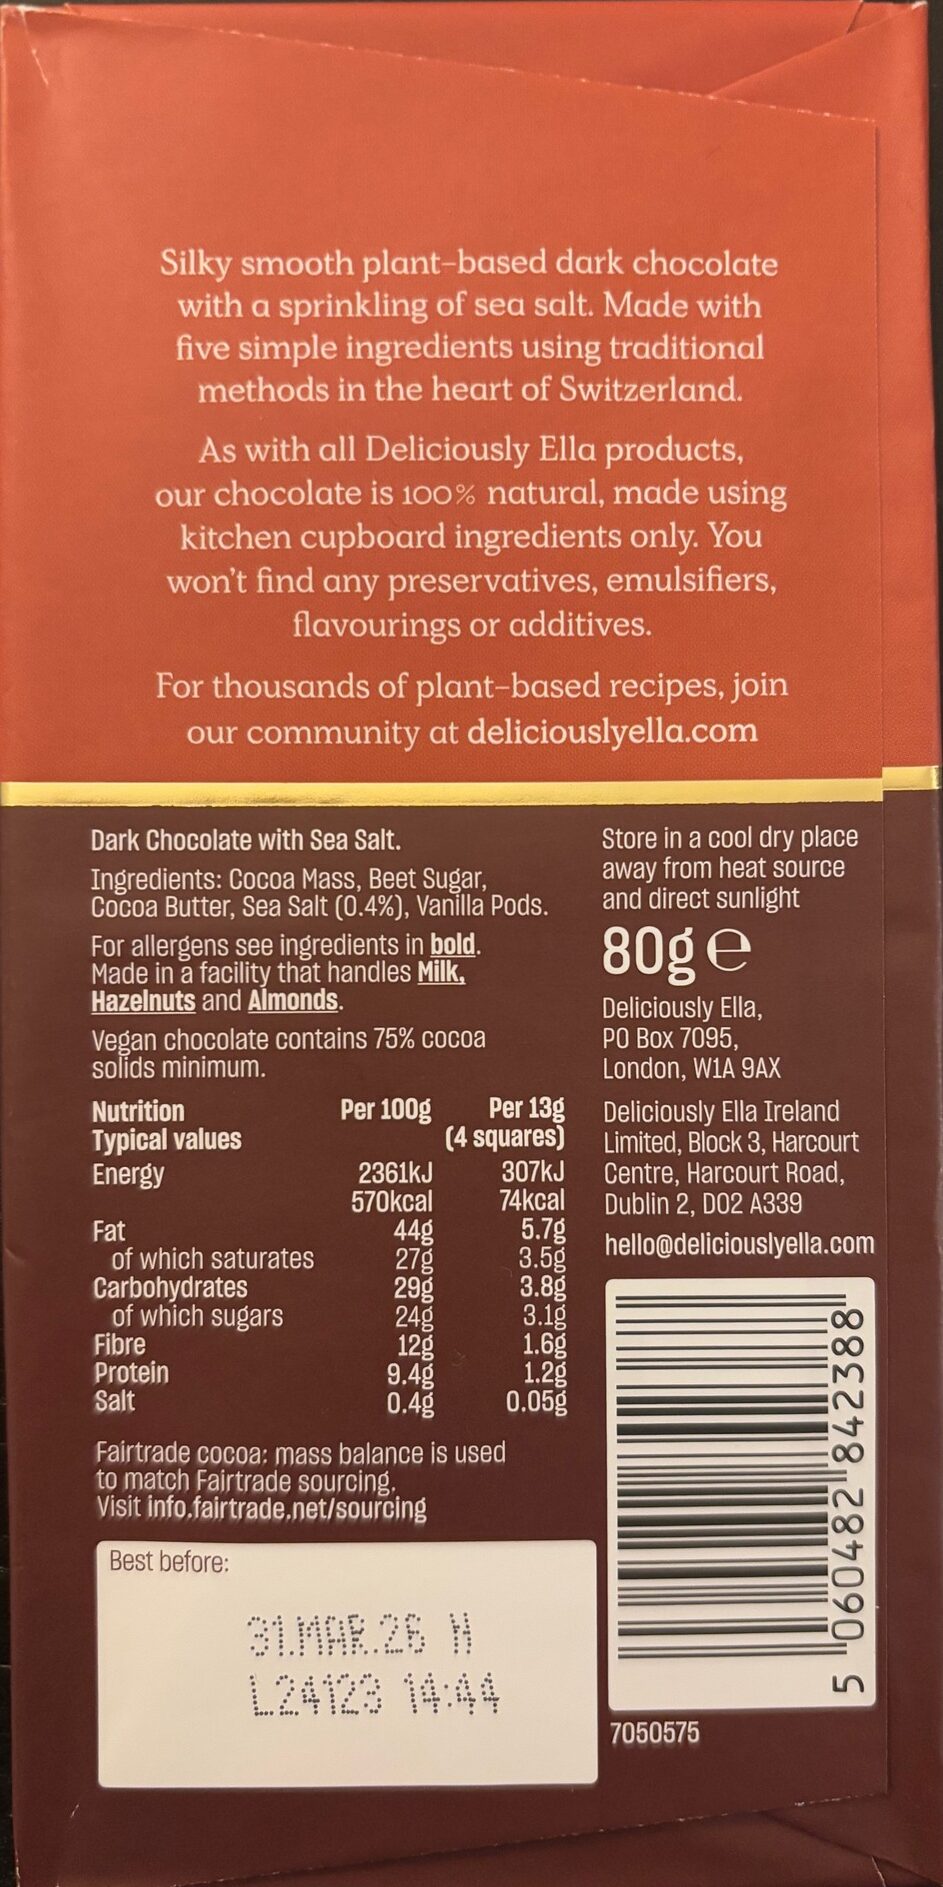 Silky smooth plant-based dark chocolate
with a sprinkling of sea salt. Made with
five simple ingredients using traditional
methods in the heart of Switzerland.
As with all Deliciously Ella products,
our chocolate is 100% natural, made using
kitchen cupboard ingredients only. You
won't find any preservatives, emulsifiers,
flavourings or additives.
For thousands of plant-based recipes, join
our community at deliciouslyella.com
Dark Chocolate with Sea Salt.
Ingredients: Cocoa Mass, Beet Sugar,
Cocoa Butter, Sea Salt (0.4%), Vanilla Pods.
For allergens see ingredients in bold.
Made in a facility that handles Milk,
Hazelnuts and Almonds.
Vegan chocolate contains 75% cocoa
solids minimum.
Nutrition Per 100g Per 13g
Typical values (4 squares)
Energy 2361kJ 307kJ
570kcal 74kcal
Fat 44g 5.7g
of which saturates 27g 3.5g
Carbohydrates 29g 3.8g
of which sugars 24g 3.1g
Fibre 12g 1.6g
Protein 9.4g 1.2g
Salt 0.4g 0.05g
Fairtrade cocoa: mass balance is used
to match Fairtrade sourcing.
Visit info.fairtrade.net/sourcing
Best before:
31.MAR.26 N
L24123 14:44
Store in a cool dry place
away from heat source
and direct sunlight
80g e
Deliciously Ella,
PO Box 7095,
London, W1A 9AX
Deliciously Ella Ireland
Limited, Block 3, Harcourt
Centre, Harcourt Road,
Dublin 2, D02 A339
hello@deliciouslyella.com
5 060482 842388
7050575